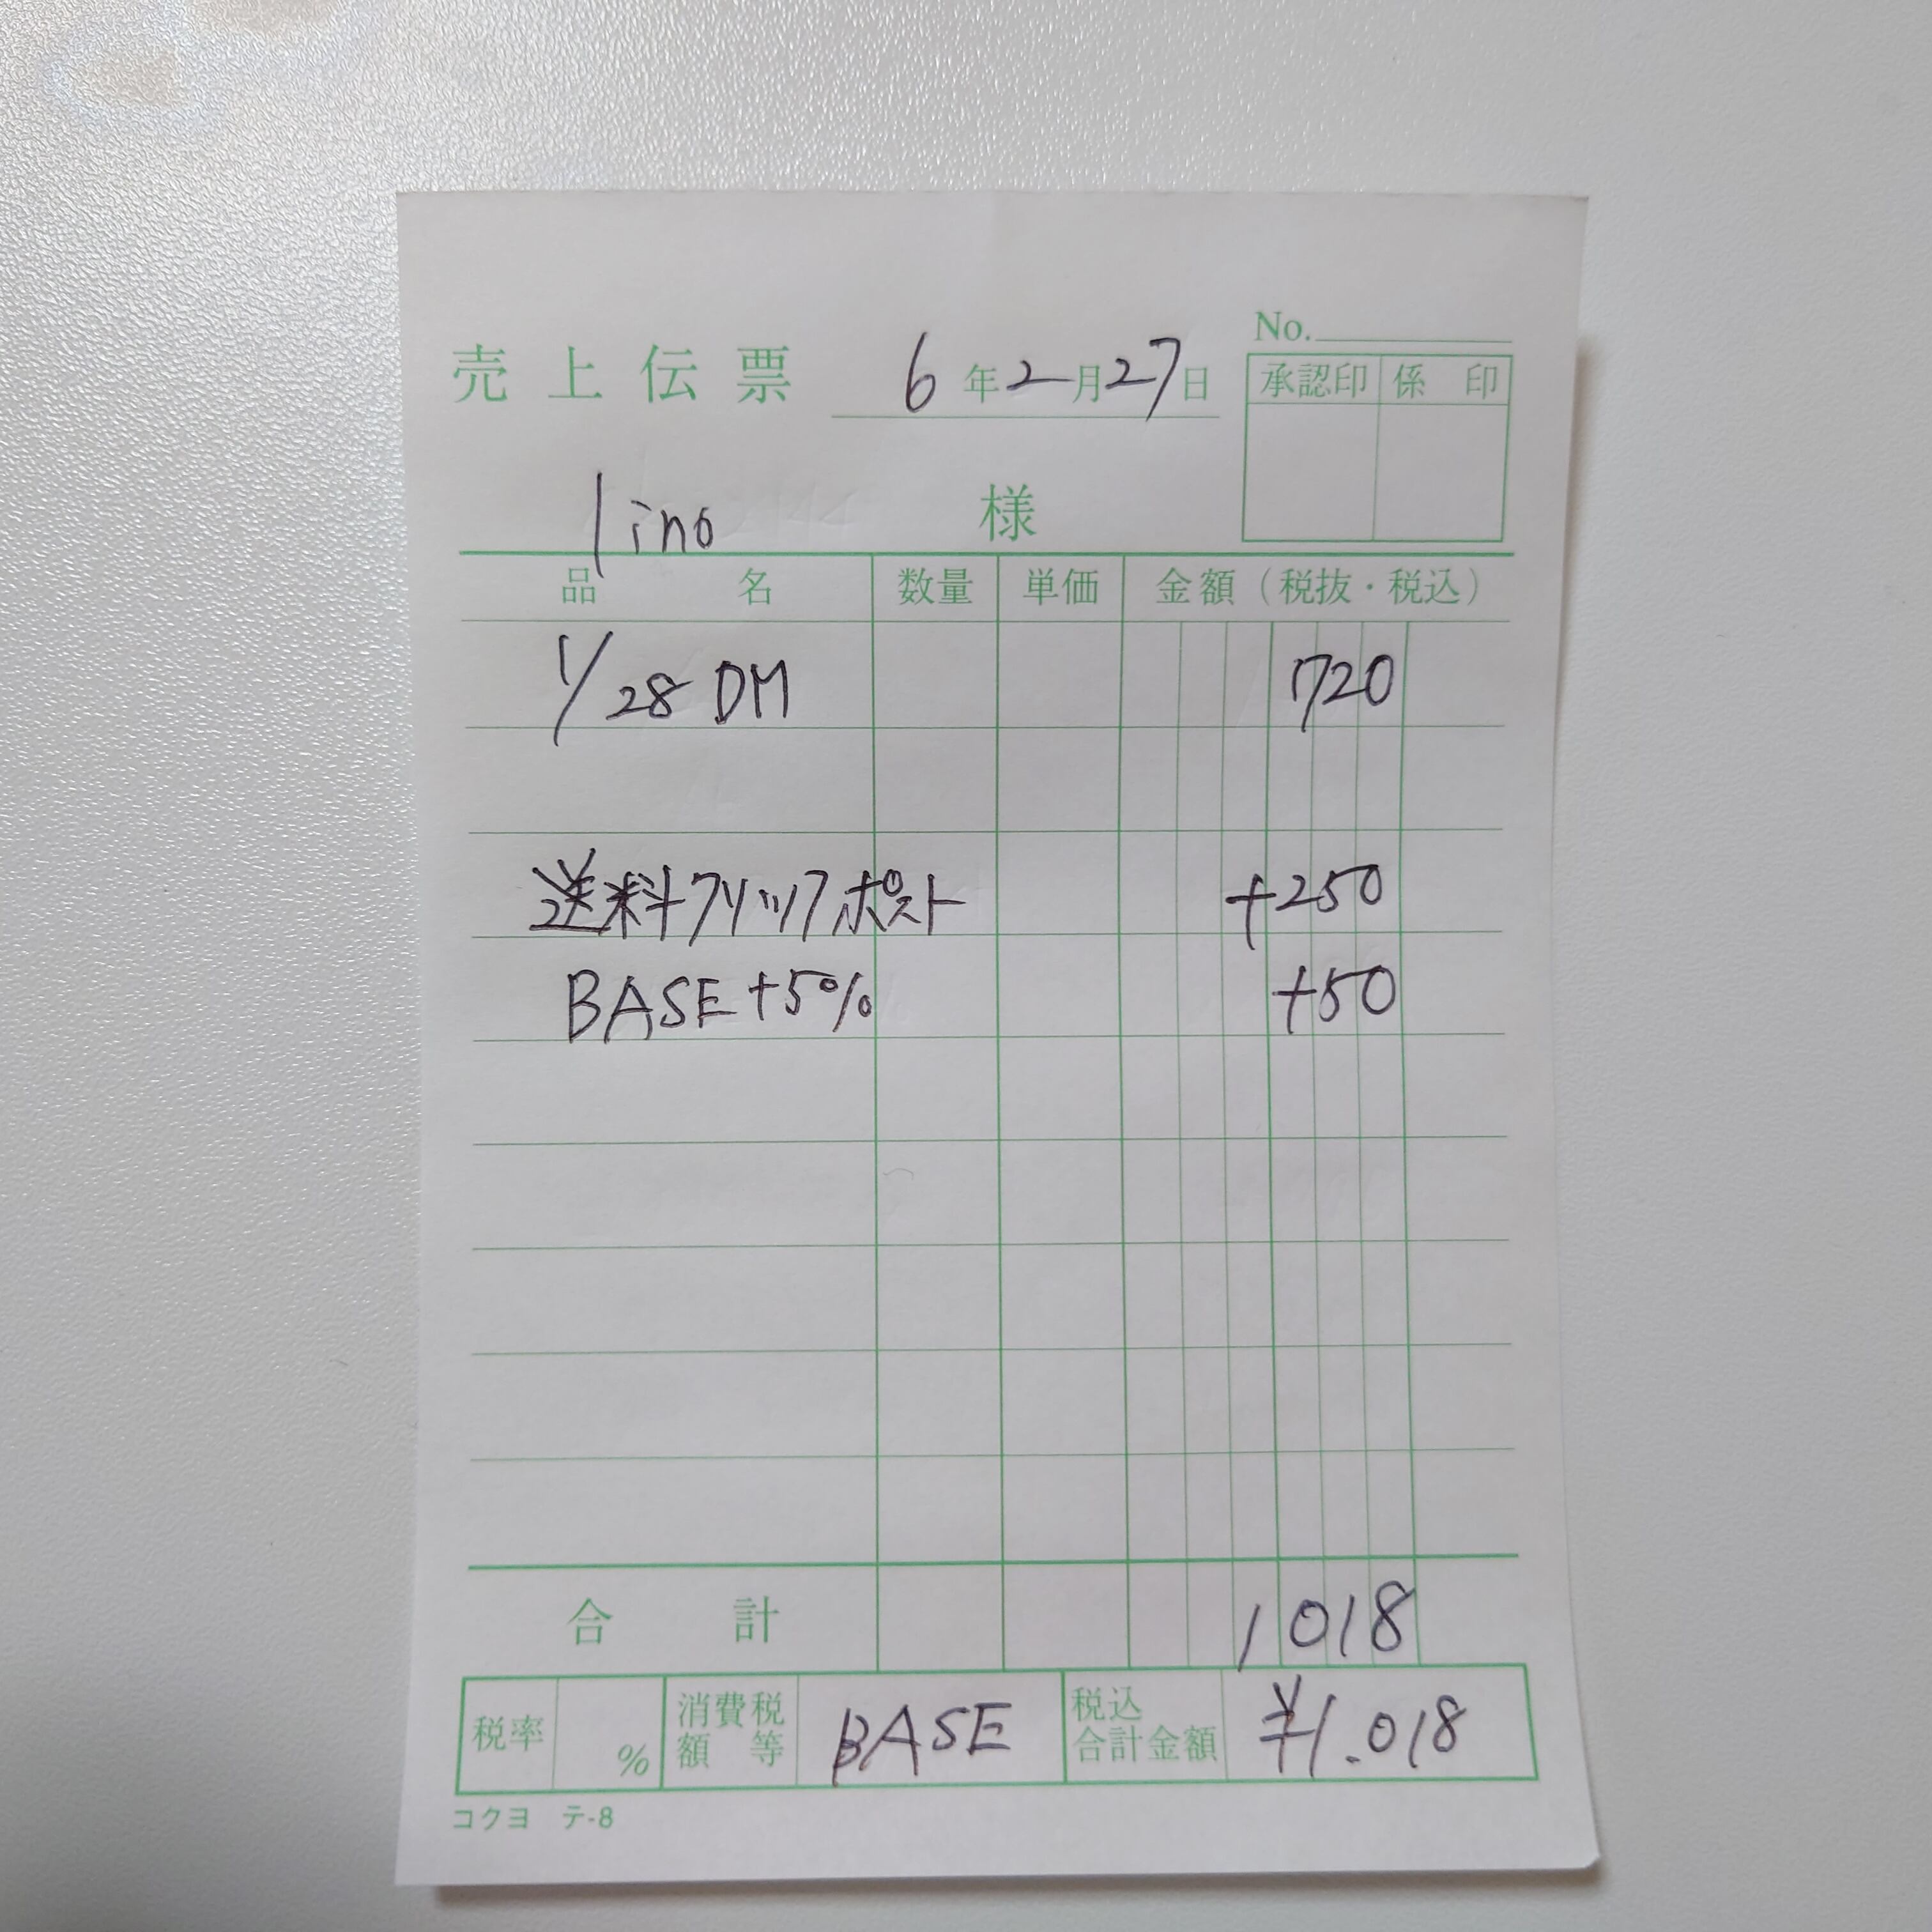 No.
売上伝票 6年2月27日
承認印 係印
lino 様
品名 数量 単価 金額(税抜・税込)
1/28 DM 720
送料クリックポスト +250
BASE+5% +50
合計 1018
税率 % 消費税額等 BASE 税込合計金額 ¥1.018
コクヨ テ-8